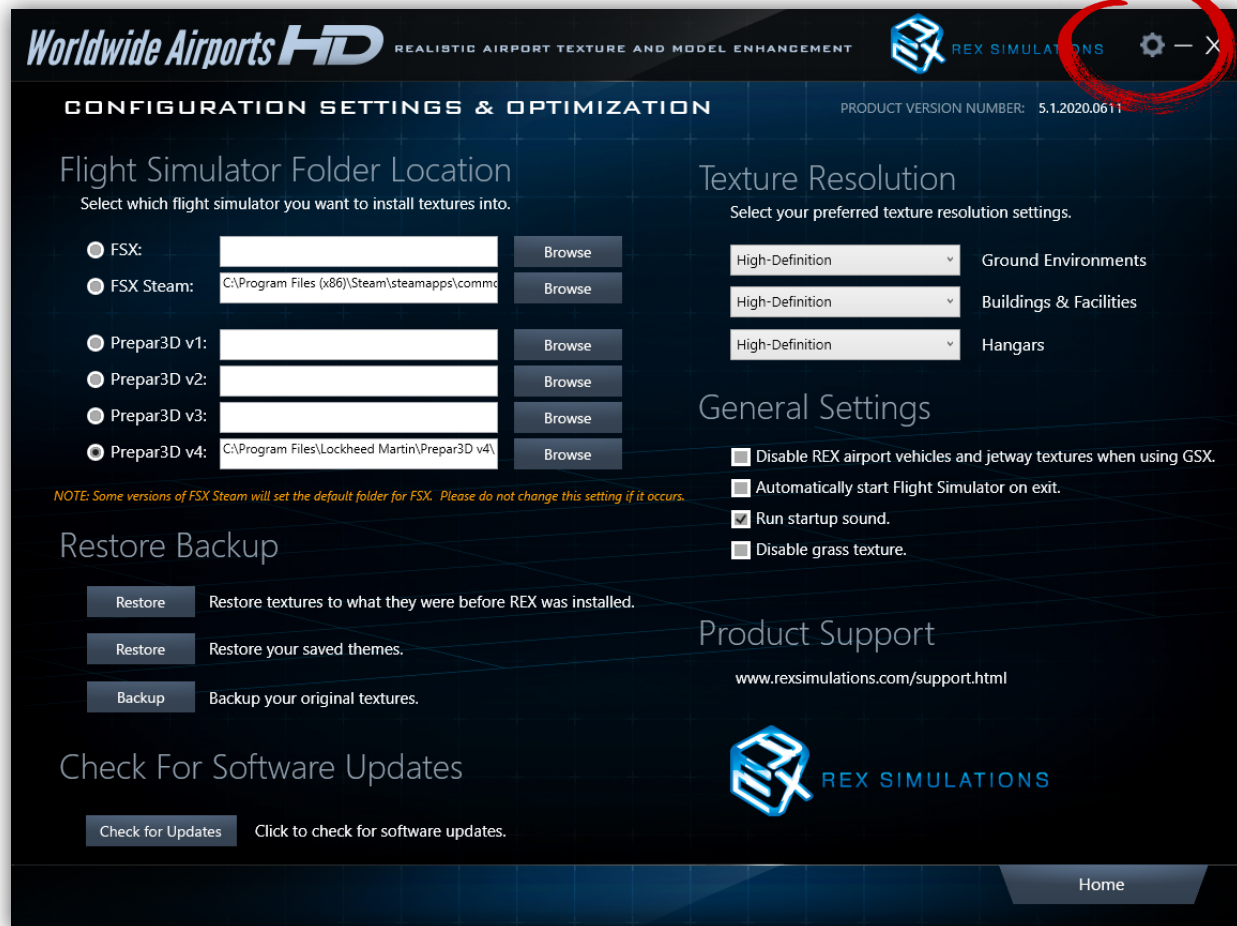 Worldwide Airports HD REALISTIC AIRPORT TEXTURE AND MODEL ENHANCEMENT REX REX SIMULATIONS X
CONFIGURATION SETTINGS & OPTIMIZATION
PRODUCT VERSION NUMBER: 5.1.2020.0611
Flight Simulator Folder Location
Select which flight simulator you want to install textures into.
FSX: Browse
FSX Steam: C:\Program Files (x86)\Steam\steamapps\commo Browse
Prepar3D v1: Browse
Prepar3D v2: Browse
Prepar3D v3: Browse
Prepar3D v4: C:\Program Files\Lockheed Martin\Prepar3D v4\ Browse
NOTE: Some versions of FSX Steam will set the default folder for FSX. Please do not change this setting if it occurs.
Restore Backup
Restore Restore textures to what they were before REX was installed.
Restore Restore your saved themes.
Backup Backup your original textures.
Check For Software Updates
Check for Updates Click to check for software updates.
Texture Resolution
Select your preferred texture resolution settings.
High-Definition Ground Environments
High-Definition Buildings & Facilities
High-Definition Hangars
General Settings
Disable REX airport vehicles and jetway textures when using GSX.
Automatically start Flight Simulator on exit.
Run startup sound.
Disable grass texture.
Product Support
www.rexsimulations.com/support.html
REX REX SIMULATIONS
Home